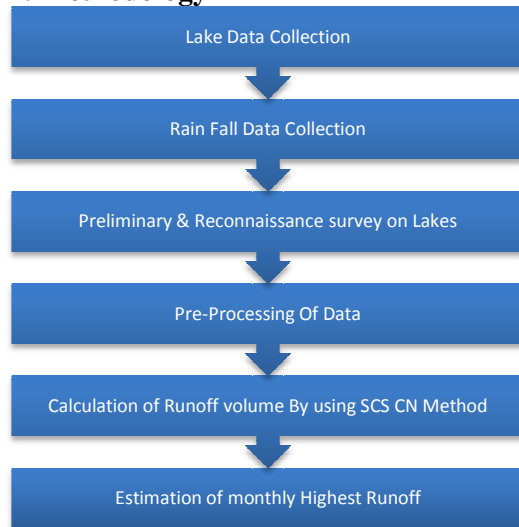 Lake Data Collection
Rain Fall Data Collection
Preliminary & Reconnaissance survey on Lakes
Pre-Processing Of Data
Calculation of Runoff volume By using SCS CN Method
Estimation of monthly Highest Runoff